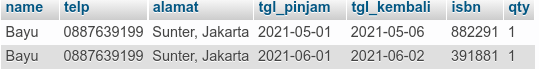 name telp alamat tgl_pinjam tgl_kembali isbn qty
Bayu 0887639199 Sunter, Jakarta 2021-05-01 2021-05-06 882291 1
Bayu 0887639199 Sunter, Jakarta 2021-06-01 2021-06-02 391881 1